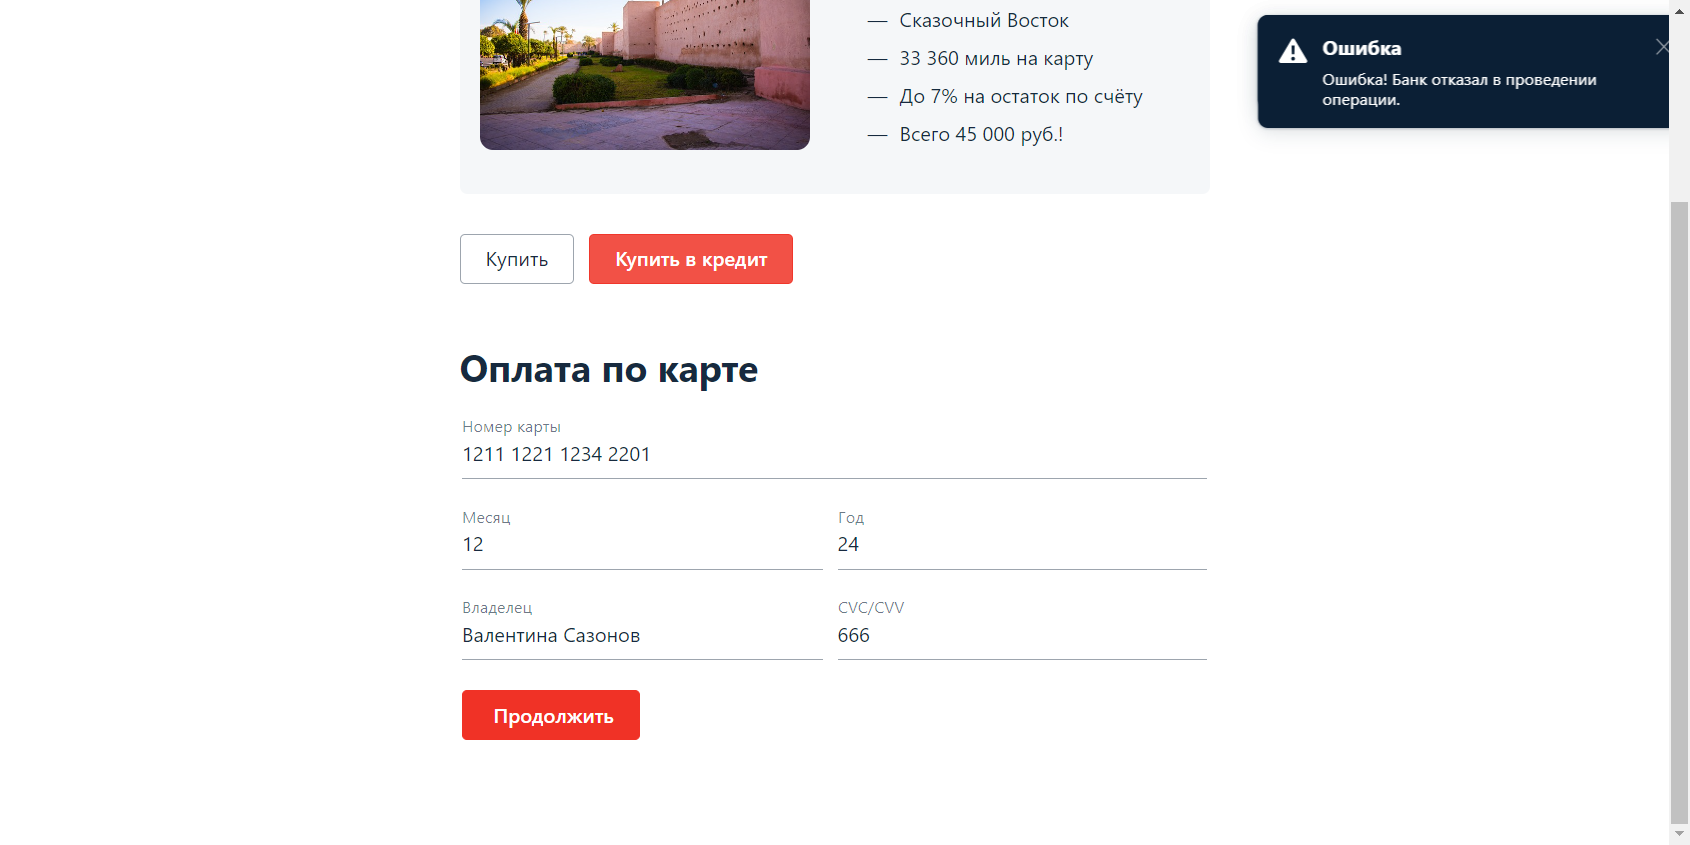 — Сказочный Восток
— 33 360 миль на карту
— До 7% на остаток по счёту
— Всего 45 000 руб.!
Ошибка
Ошибка! Банк отказал в проведении
операции.
Купить
Купить в кредит
Оплата по карте
Номер карты
1211 1221 1234 2201
Месяц
Год
12
24
Владелец
CVC/CVV
Валентина Сазонов
666
Продолжить